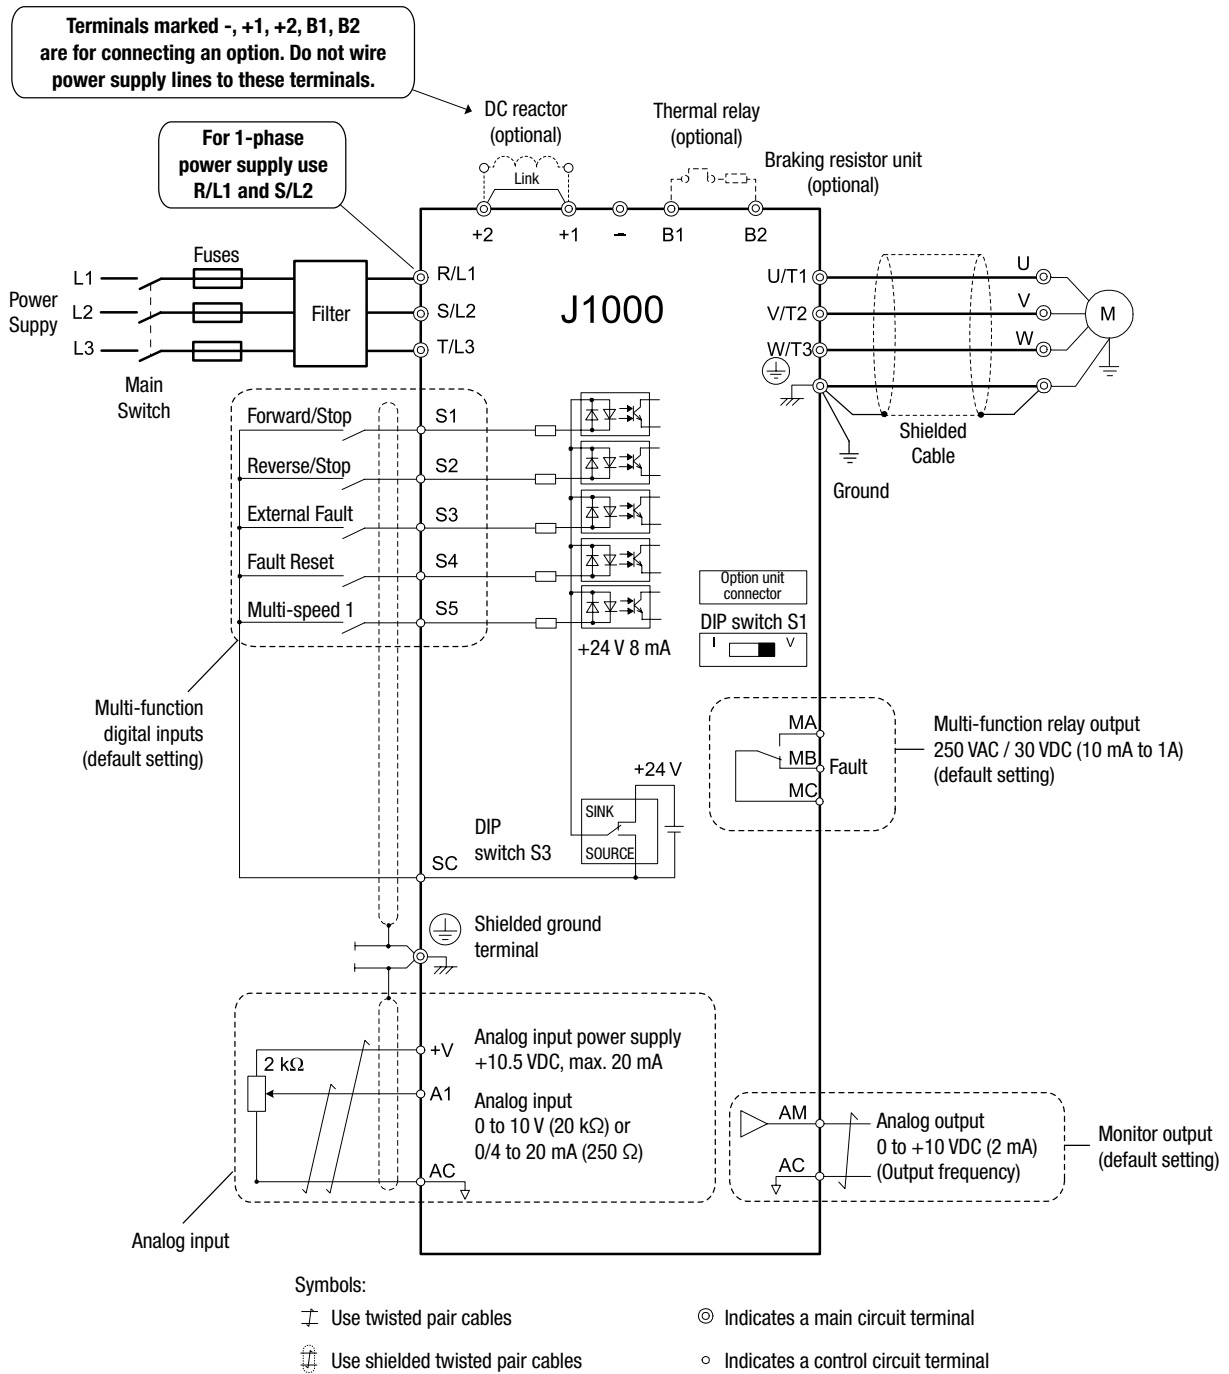 Terminals marked -, +1, +2, B1, B2
are for connecting an option. Do not wire
power supply lines to these terminals.
DC reactor
(optional)
Thermal relay
(optional)
For 1-phase
power supply use
R/L1 and S/L2
Link
Braking resistor unit
(optional)
+2
+1
–
B1
B2
Fuses
Power
Suppy
L1
L2
L3
Filter
Main
Switch
R/L1
S/L2
T/L3
J1000
U/T1
V/T2
W/T3
U
V
W
M
Shielded
Cable
Ground
Forward/Stop
S1
Reverse/Stop
S2
External Fault
S3
Fault Reset
S4
Multi-speed 1
S5
+24 V 8 mA
Option unit
connector
DIP switch S1
I
V
Multi-function
digital inputs
(default setting)
MA
MB
MC
Fault
Multi-function relay output
250 VAC / 30 VDC (10 mA to 1A)
(default setting)
+24 V
SINK
SOURCE
DIP
switch S3
SC
Shielded ground
terminal
2 kΩ
+V
Analog input power supply
+10.5 VDC, max. 20 mA
A1
Analog input
0 to 10 V (20 kΩ) or
0/4 to 20 mA (250 Ω)
AC
Analog input
AM
AC
Analog output
0 to +10 VDC (2 mA)
(Output frequency)
Monitor output
(default setting)
Symbols:
Use twisted pair cables
Indicates a main circuit terminal
Use shielded twisted pair cables
Indicates a control circuit terminal